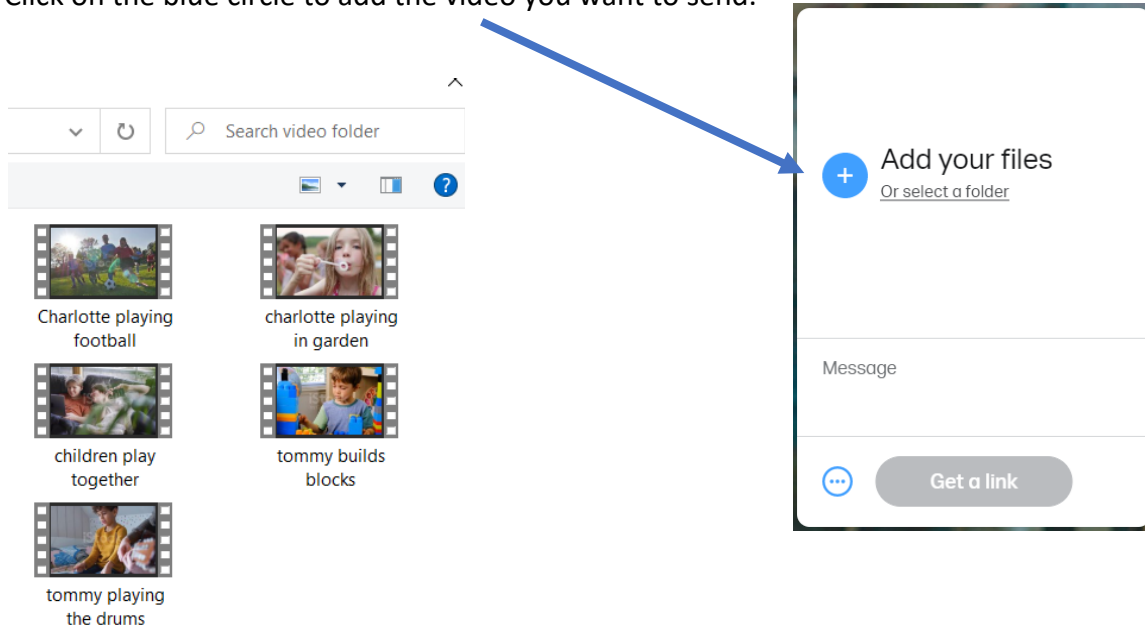 Click on the blue circle to add the video you want to send.
Search video folder
?
Charlotte playing
football
charlotte playing
in garden
children play
together
tommy builds
blocks
tommy playing
the drums
+
Add your files
Or select a folder
Message
Get a link